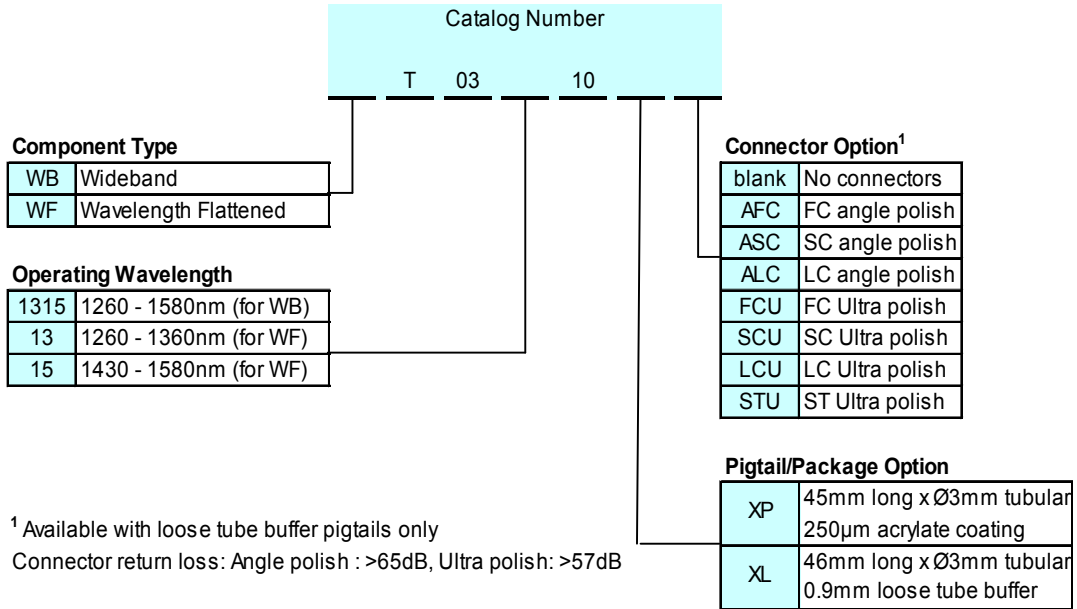 Catalog Number
T 03 10
Component Type
WB Wideband
WF Wavelength Flattened
Operating Wavelength
1315 1260 - 1580nm (for WB)
13 1260 - 1360nm (for WF)
15 1430 - 1580nm (for WF)
Connector Option¹
blank No connectors
AFC FC angle polish
ASC SC angle polish
ALC LC angle polish
FCU FC Ultra polish
SCU SC Ultra polish
LCU LC Ultra polish
STU ST Ultra polish
Pigtail/Package Option
XP 45mm long x Ø3mm tubular
250µm acrylate coating
XL 46mm long x Ø3mm tubular
0.9mm loose tube buffer
¹ Available with loose tube buffer pigtails only
Connector return loss: Angle polish : >65dB, Ultra polish: >57dB